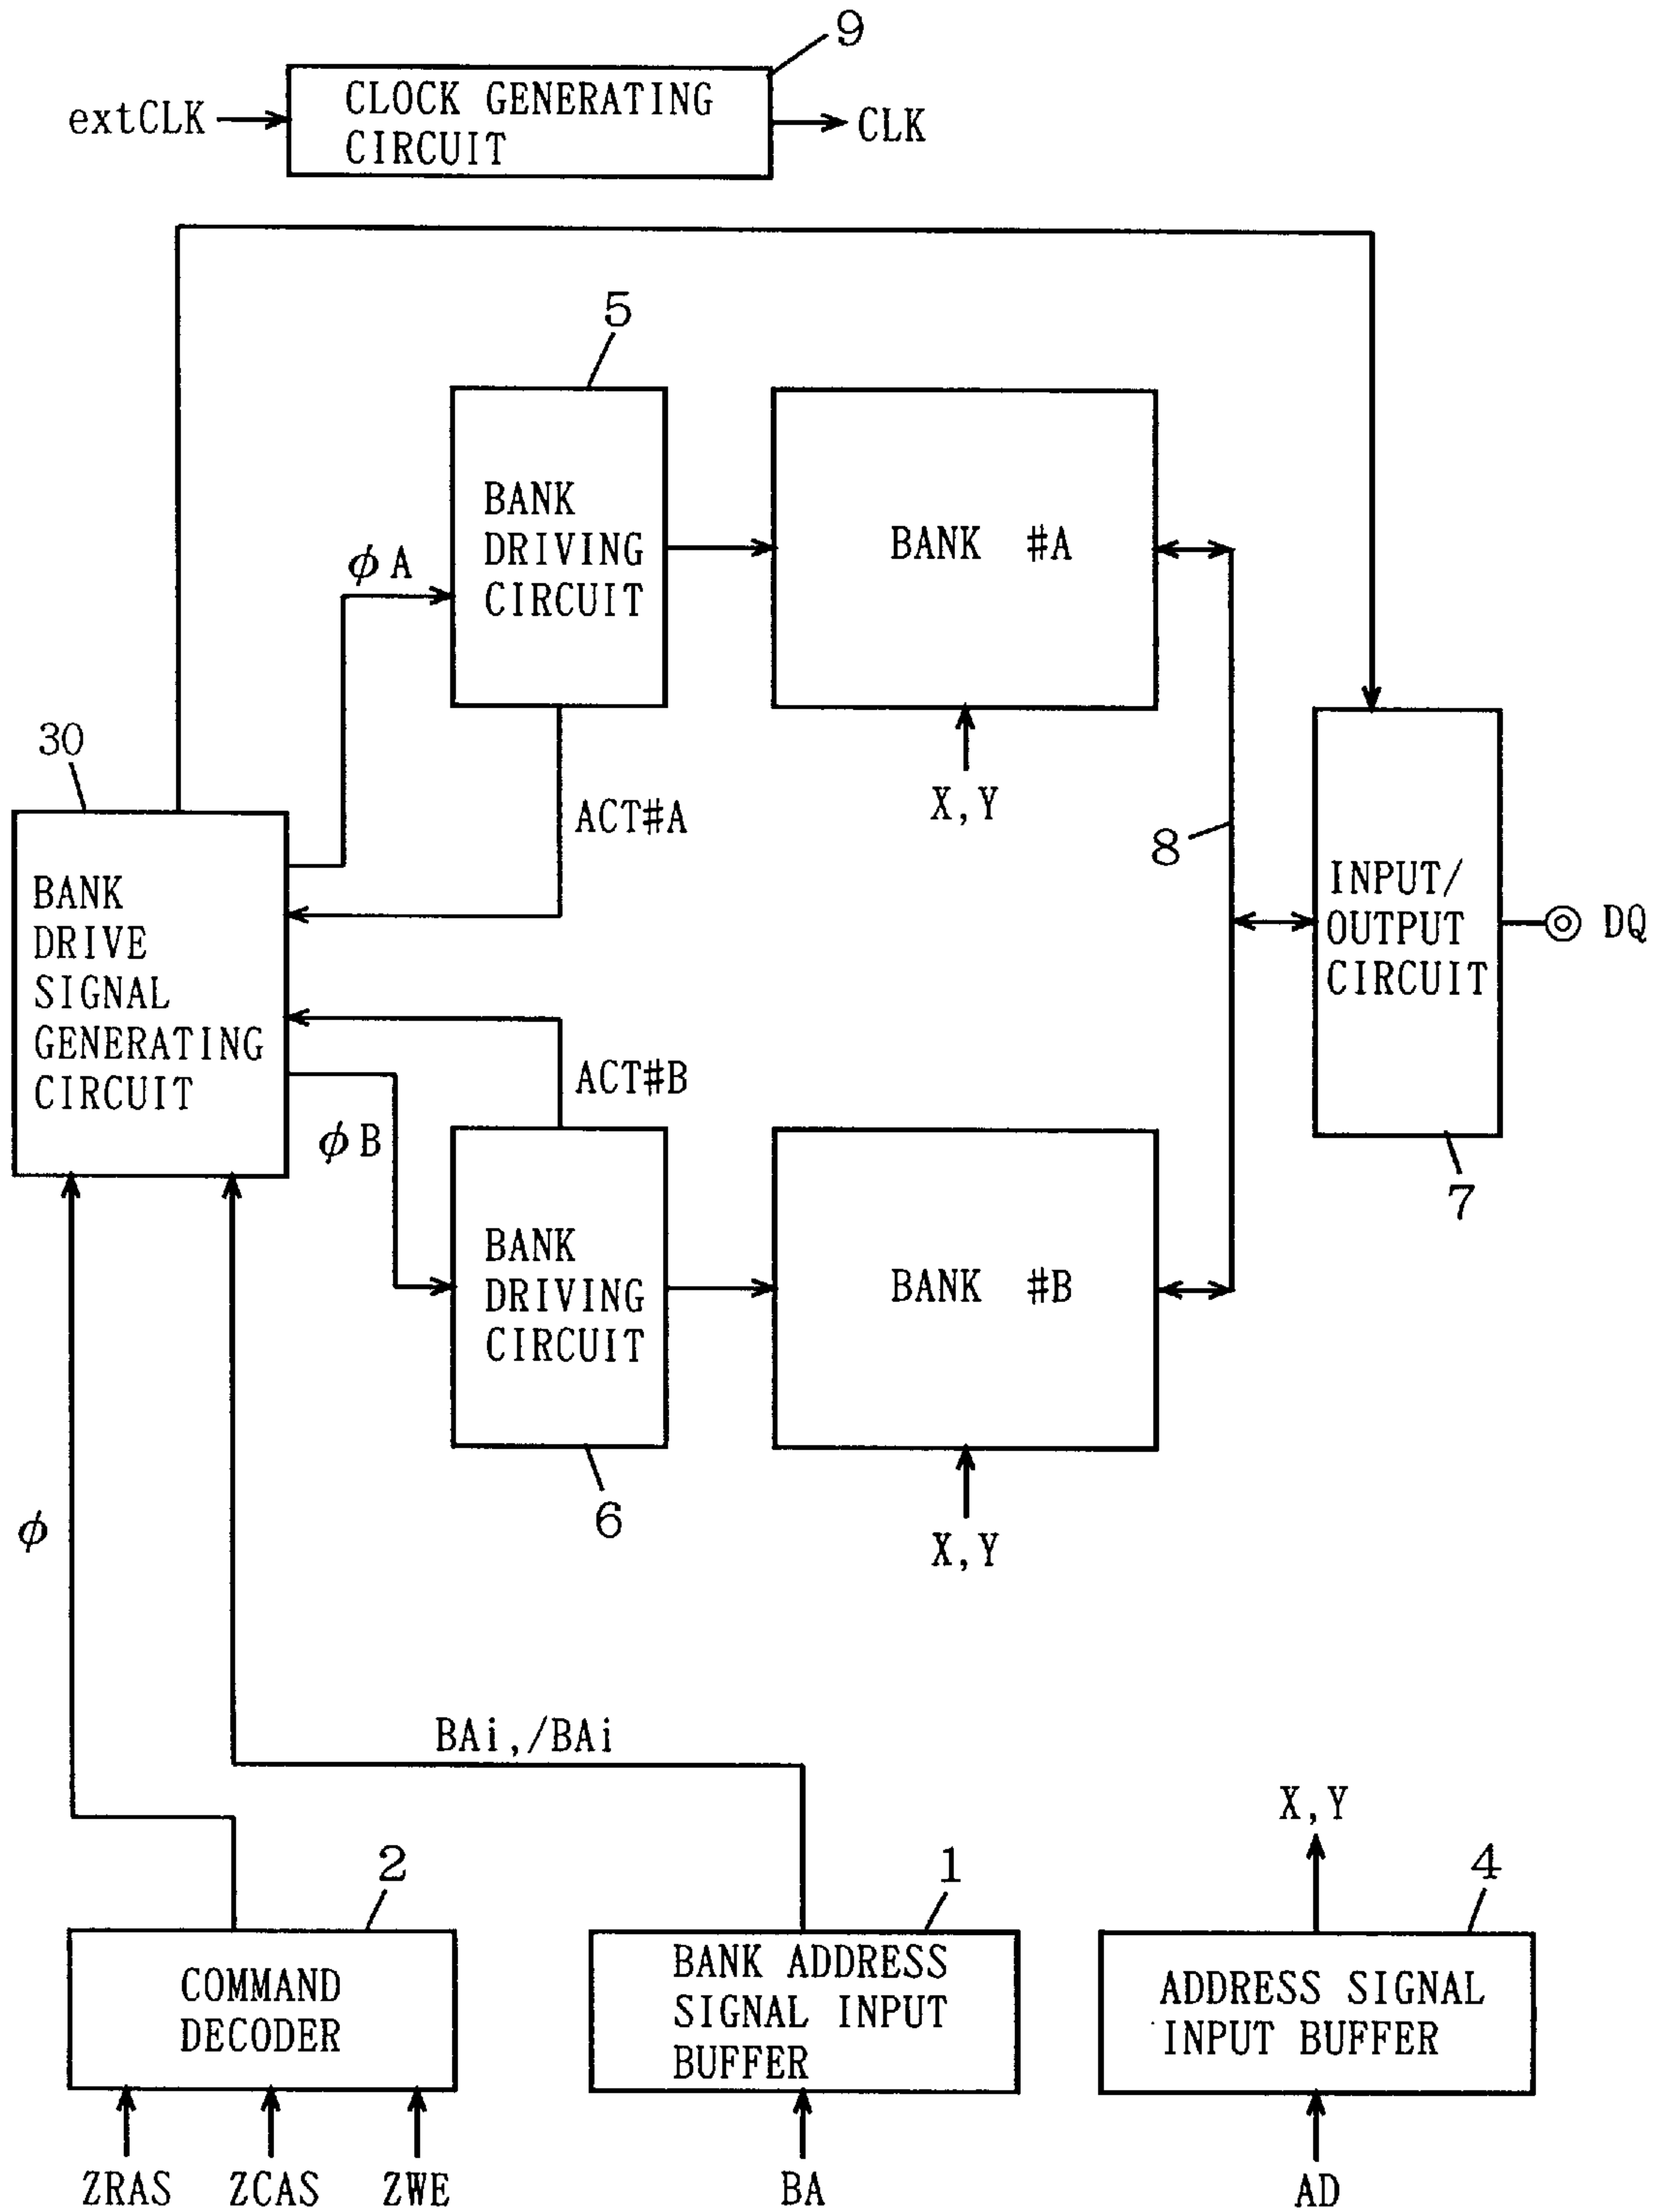 9
extCLK
CLOCK GENERATING
CIRCUIT
CLK
5
BANK
DRIVING
CIRCUIT
BANK #A
φA
30
ACT#A
X,Y
8
BANK
DRIVE
SIGNAL
GENERATING
CIRCUIT
INPUT/
OUTPUT
CIRCUIT
DQ
ACT#B
φB
7
BANK
DRIVING
CIRCUIT
BANK #B
6
X,Y
φ
BAi,/BAi
X,Y
2
1
4
COMMAND
DECODER
BANK ADDRESS
SIGNAL INPUT
BUFFER
ADDRESS SIGNAL
INPUT BUFFER
ZRAS
ZCAS
ZWE
BA
AD